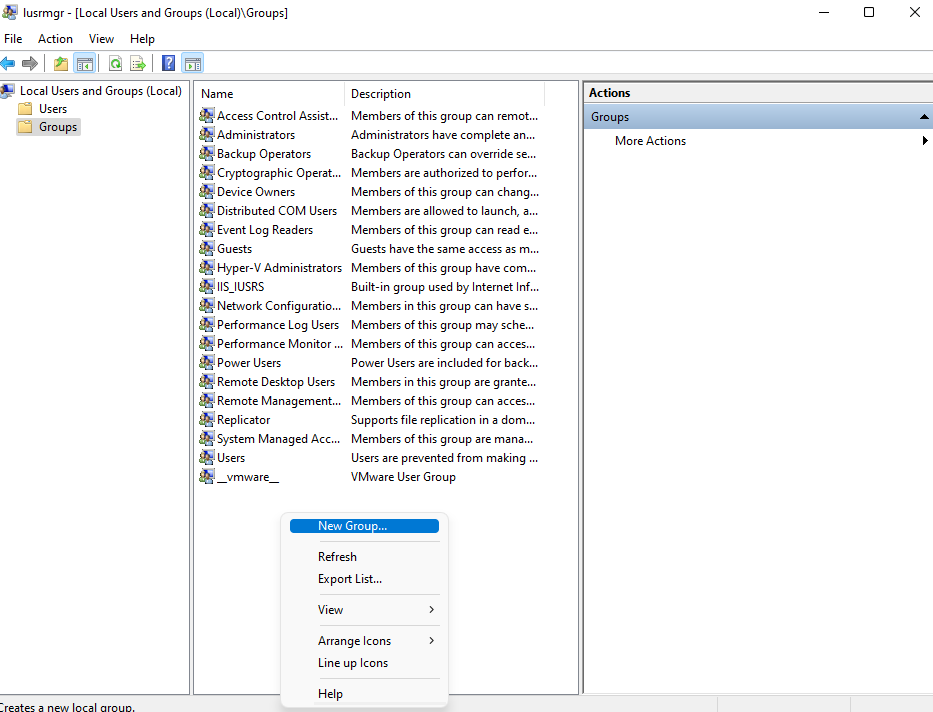 lusrmgr - [Local Users and Groups (Local)\Groups]
File Action View Help
Local Users and Groups (Local)
Users
Groups
Name Description
Access Control Assist... Members of this group can remot...
Administrators Administrators have complete an...
Backup Operators Backup Operators can override se...
Cryptographic Operat... Members are authorized to perfor...
Device Owners Members of this group can chang...
Distributed COM Users Members are allowed to launch, a...
Event Log Readers Members of this group can read e...
Guests Guests have the same access as m...
Hyper-V Administrators Members of this group have com...
IIS_IUSRS Built-in group used by Internet Inf...
Network Configuratio... Members in this group can have s...
Performance Log Users Members of this group may sche...
Performance Monitor ... Members of this group can acces...
Power Users Power Users are included for back...
Remote Desktop Users Members in this group are grante...
Remote Management... Members of this group can acces...
Replicator Supports file replication in a dom...
System Managed Acc... Members of this group are mana...
Users Users are prevented from making ...
__vmware__ VMware User Group
New Group...
Refresh
Export List...
View
Arrange Icons
Line up Icons
Help
Actions
Groups
More Actions
Creates a new local group.